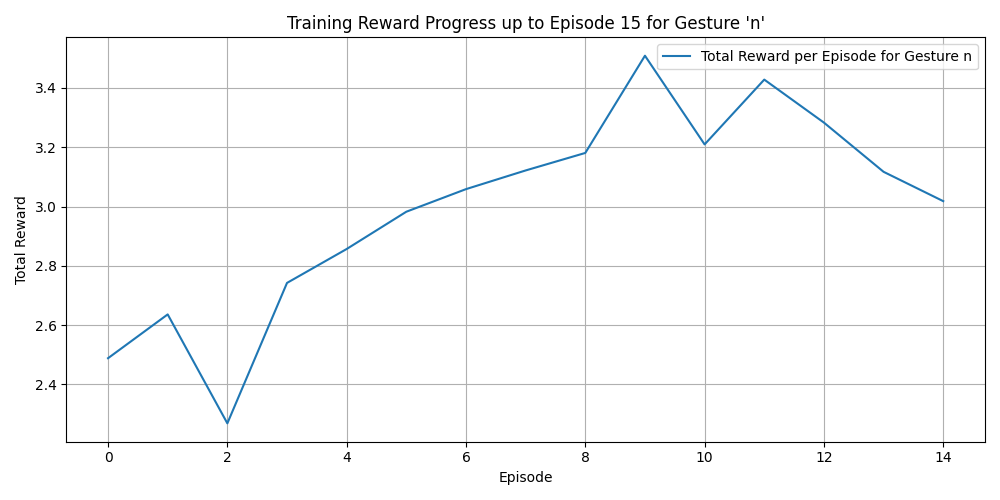 Training Reward Progress up to Episode 15 for Gesture 'n'
Total Reward per Episode for Gesture n
3.4
3.2
3.0
2.8
2.6
2.4
Total Reward
0 2 4 6 8 10 12 14
Episode